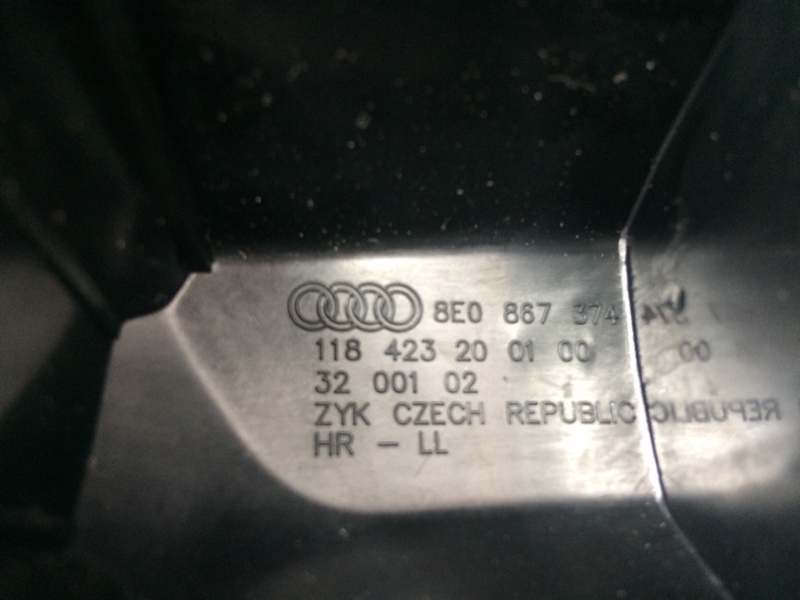 8E0 867 374
118 423 20 01 00
32 001 02
ZYK CZECH REPUBLIC
HR - LL